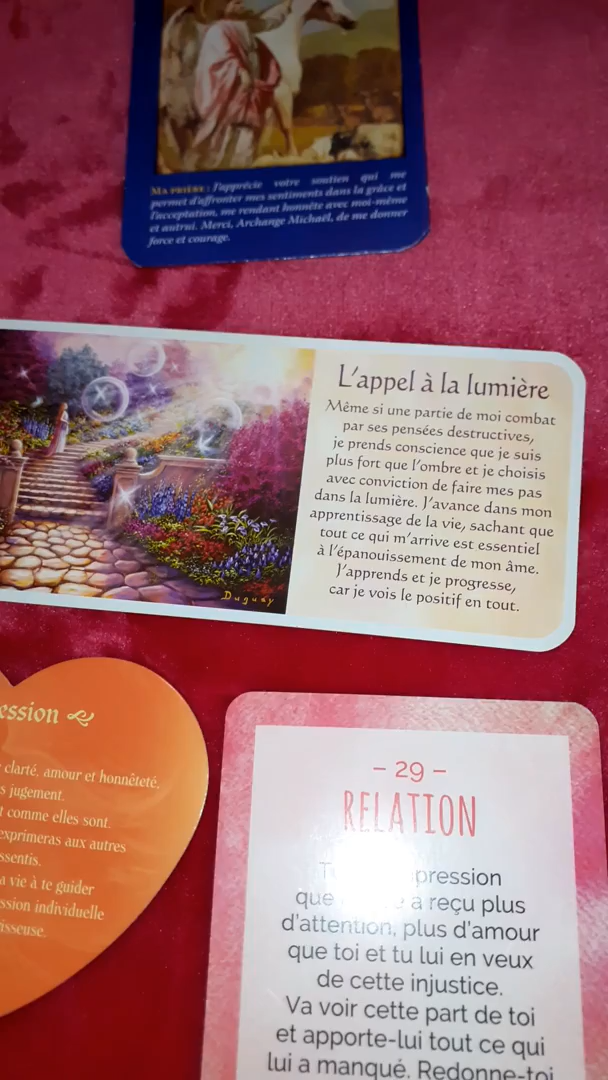 MA PRIÈRE : J'apprécie votre soutien qui me
permet d'affronter mes sentiments dans la grâce et
l'acceptation, me rendant honnête avec moi-même
et autrui. Merci, Archange Michaël, de me donner
force et courage.
L'appel à la lumière
Même si une partie de moi combat
par ses pensées destructives,
je prends conscience que je suis
plus fort que l'ombre et je choisis
avec conviction de faire mes pas
dans la lumière. J'avance dans mon
apprentissage de la vie, sachant que
tout ce qui m'arrive est essentiel
à l'épanouissement de mon âme.
J'apprends et je progresse,
car je vois le positif en tout.
Duguay
ession
clarté, amour et honnêteté,
s jugement.
t comme elles sont.
exprimeras aux autres
ssentis.
a vie à te guider
ssion individuelle
risseuse.
- 29 -
RELATION
pression
que a reçu plus
d'attention, plus d'amour
que toi et tu lui en veux
de cette injustice.
Va voir cette part de toi
et apporte-lui tout ce qui
lui a manqué. Redonne-toi